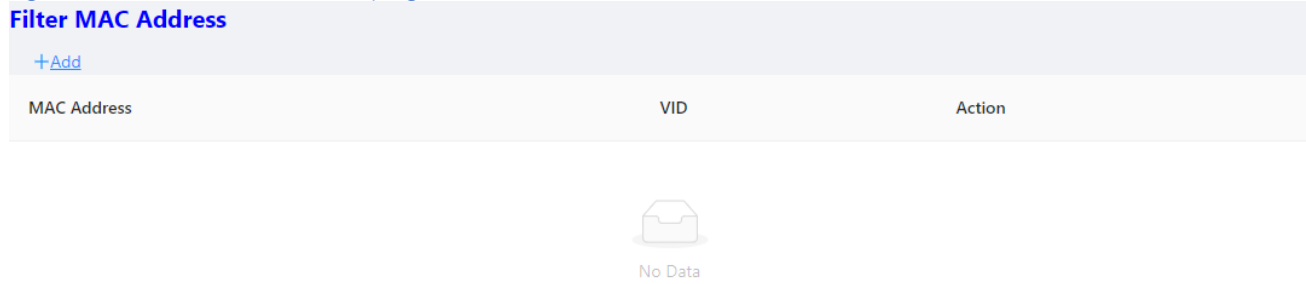 Filter MAC Address
+Add
MAC Address VID Action
No Data